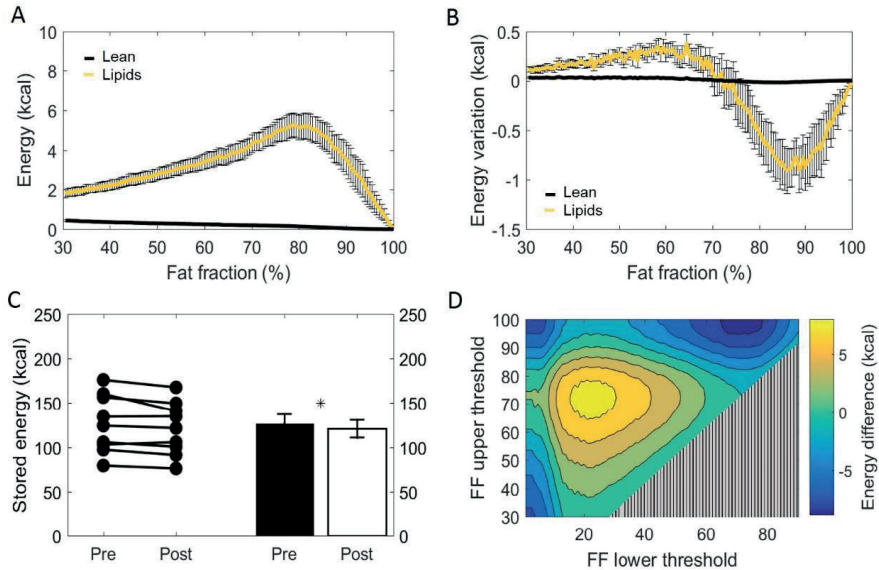 A
Energy (kcal)
10
8
6
4
2
0
Lean
Lipids
30 40 50 60 70 80 90 100
Fat fraction (%)
B
Energy variation (kcal)
0.5
0
-0.5
-1
-1.5
Lean
Lipids
30 40 50 60 70 80 90 100
Fat fraction (%)
C
Stored energy (kcal)
250
200
150
100
50
0
*
250
200
150
100
50
0
Pre Post Pre Post
D
FF upper threshold
100
90
80
70
60
50
40
30
20 40 60 80
FF lower threshold
5
0
-5
Energy difference (kcal)